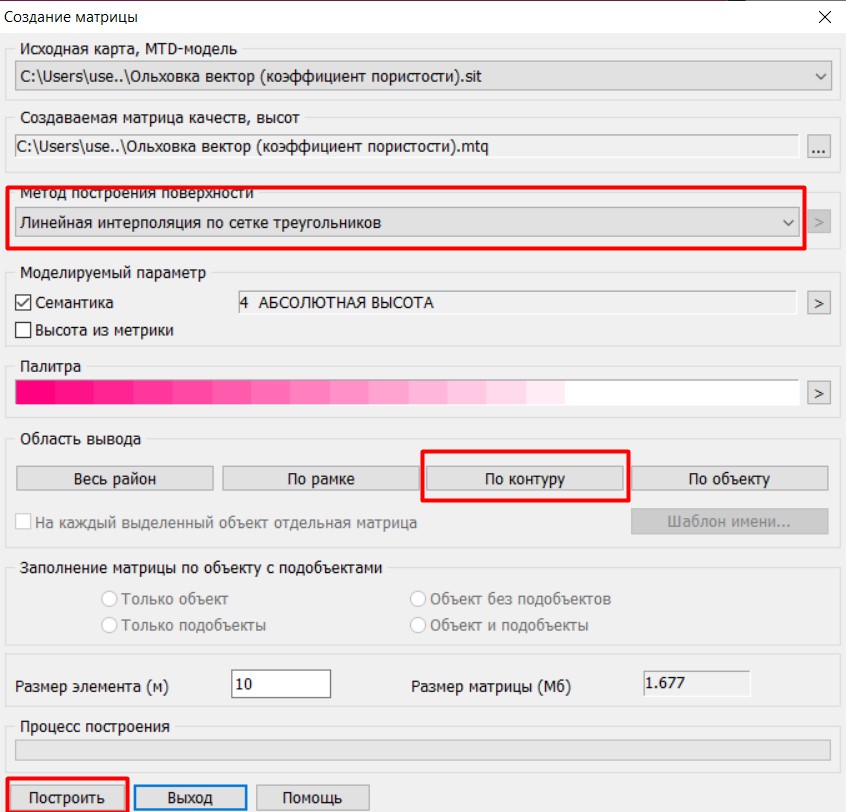 Создание матрицы
Исходная карта, MTD-модель
C:\Users\use..\Ольховка вектор (коэффициент пористости).sit
Создаваемая матрица качеств, высот
C:\Users\use..\Ольховка вектор (коэффициент пористости).mtq
...
Метод построения поверхности
Линейная интерполяция по сетке треугольников
>
Моделируемый параметр
Семантика
4 АБСОЛЮТНАЯ ВЫСОТА
>
Высота из метрики
Палитра
>
Область вывода
Весь район По рамке По контуру По объекту
На каждый выделенный объект отдельная матрица Шаблон имени...
Заполнение матрицы по объекту с подобъектами
Только объект Объект без подобъектов
Только подобъекты Объект и подобъекты
Размер элемента (м) 10 Размер матрицы (Мб) 1.677
Процесс построения
Построить Выход Помощь